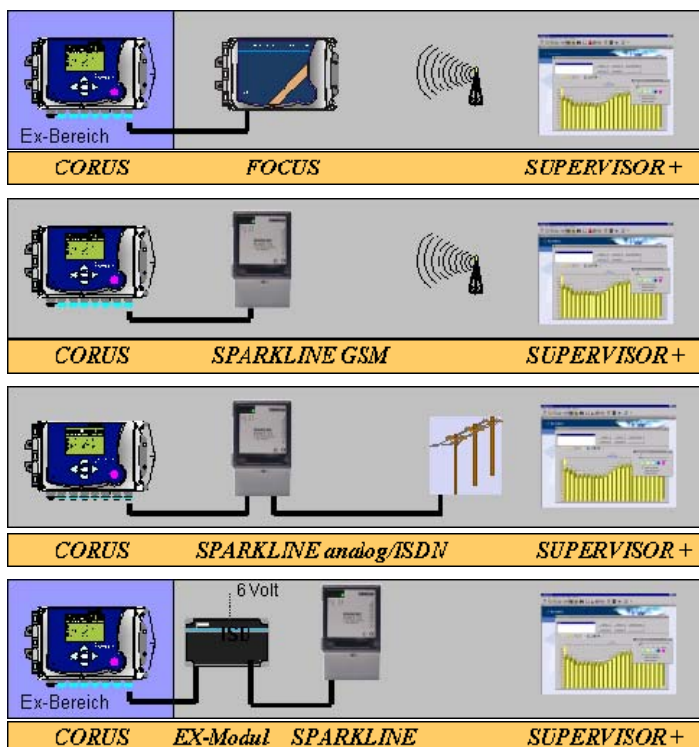 Ex-Bereich
CORUS FOCUS SUPERVISOR+
CORUS SPARKLINE GSM SUPERVISOR+
CORUS SPARKLINE analog/ISDN SUPERVISOR+
6 Volt
ISB
Ex-Bereich
CORUS EX-Modul SPARKLINE SUPERVISOR+